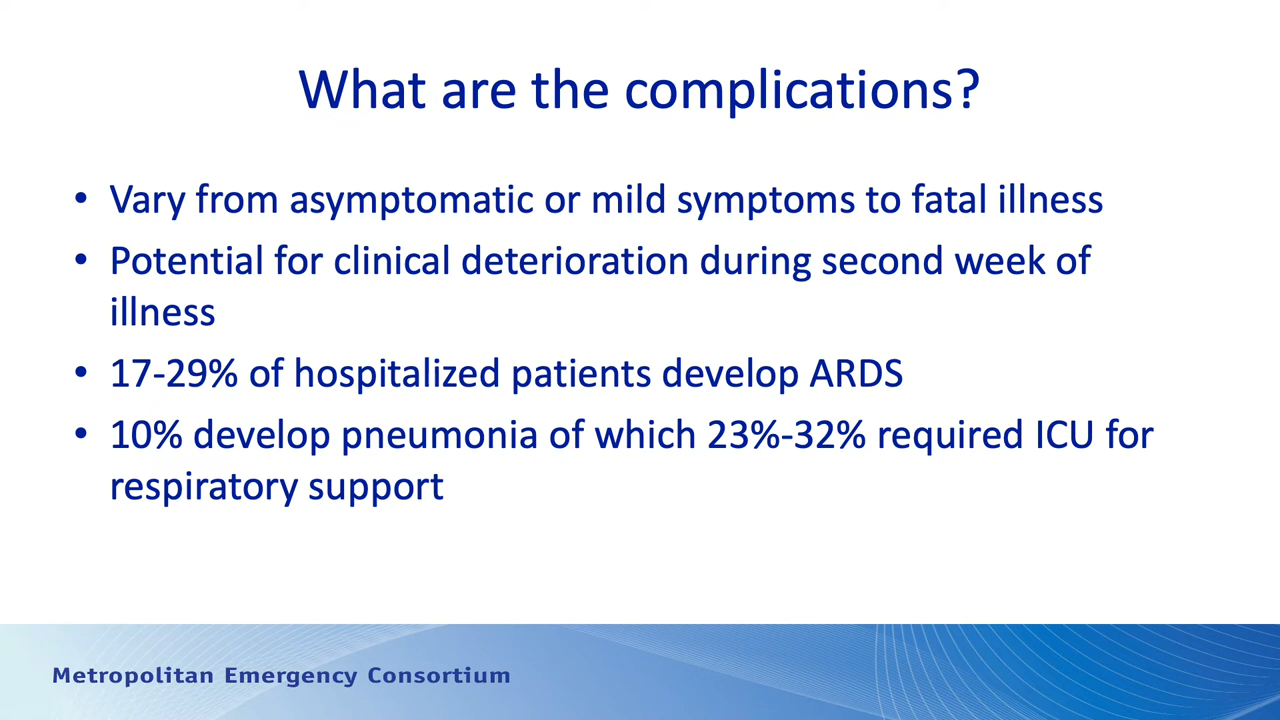 What are the complications?
• Vary from asymptomatic or mild symptoms to fatal illness
• Potential for clinical deterioration during second week of
illness
• 17-29% of hospitalized patients develop ARDS
• 10% develop pneumonia of which 23%-32% required ICU for
respiratory support
Metropolitan Emergency Consortium